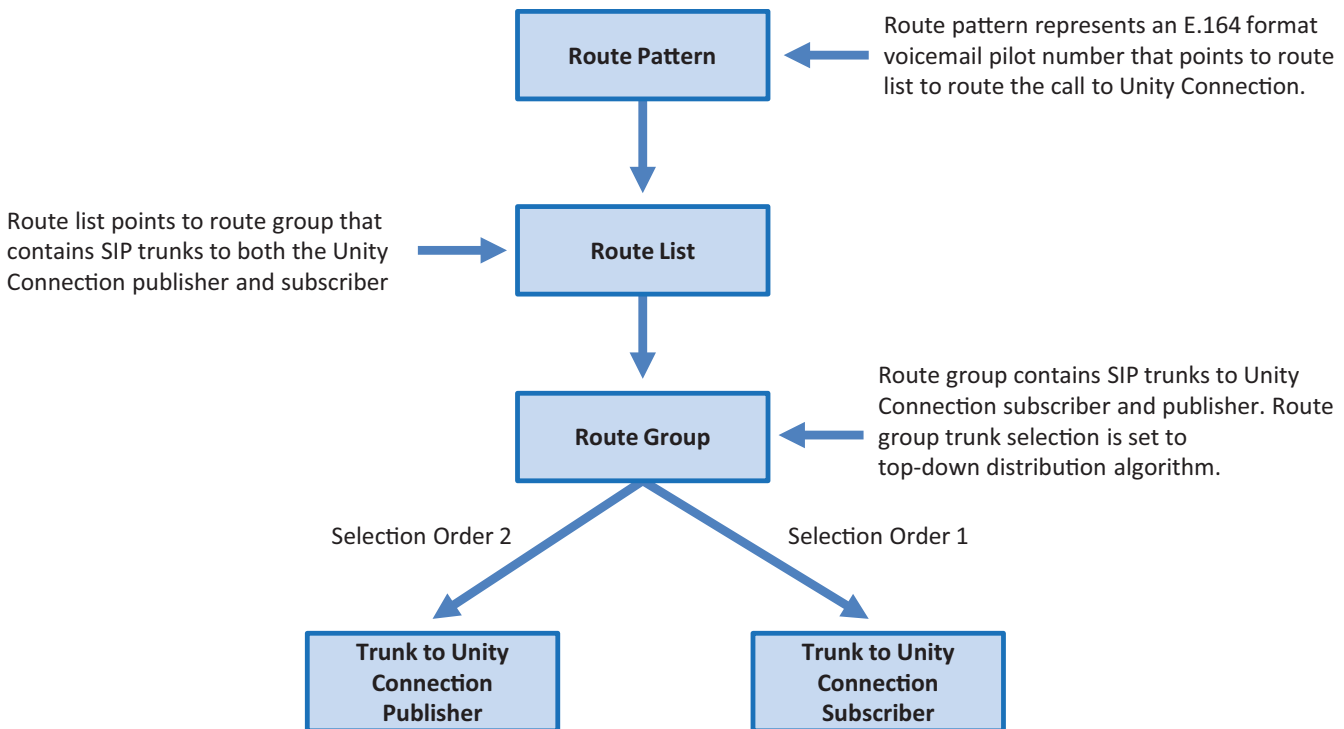 Route Pattern
Route pattern represents an E.164 format
voicemail pilot number that points to route
list to route the call to Unity Connection.
Route list points to route group that
contains SIP trunks to both the Unity
Connection publisher and subscriber
Route List
Route group contains SIP trunks to Unity
Connection subscriber and publisher. Route
group trunk selection is set to
top-down distribution algorithm.
Route Group
Selection Order 2
Selection Order 1
Trunk to Unity
Connection
Publisher
Trunk to Unity
Connection
Subscriber